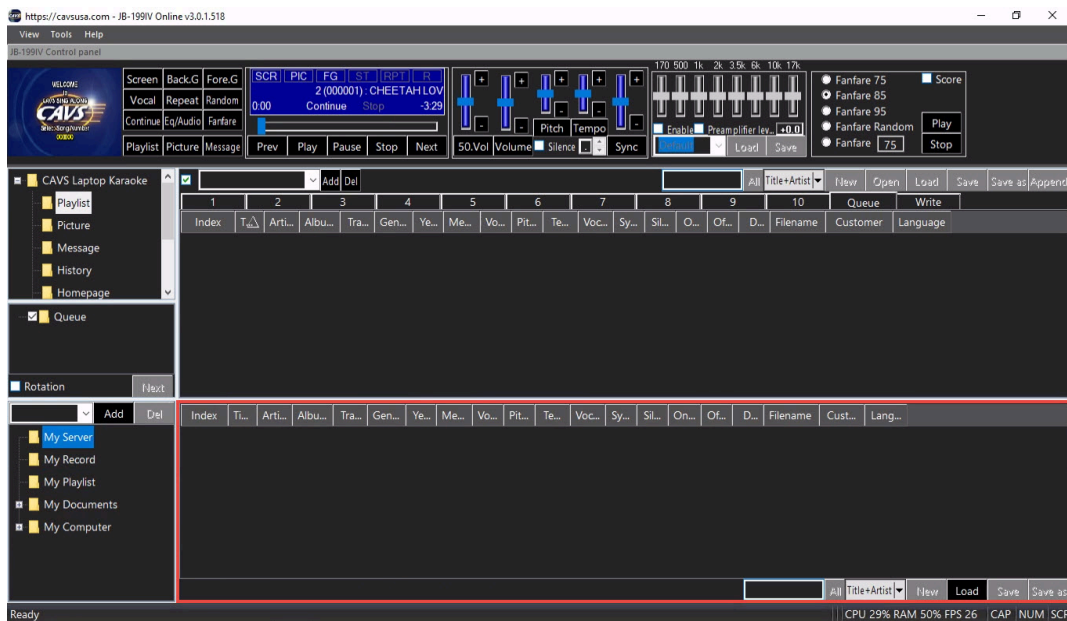 https://cavsusa.com - JB-199IV Online v3.0.1.518
View Tools Help
JB-199IV Control panel
WELCOME
CAVS
Screen Back.G Fore.G
Vocal Repeat Random
Continue Eq/Audio Fanfare
Playlist Picture Message
SCR PIC FG ST RPT R
2 (000001) : CHEETAH LOV
0:00 Continue Stop -3:29
Prev Play Pause Stop Next
+ + + + +
- - - - -
Pitch Tempo
50.Vol Volume Silence Sync
170 500 1k 2k 3.5k 6k 10k 17k
Enable Preamplifier lev... +0.0
Default Load Save
Fanfare 75 Score
Fanfare 85
Fanfare 95
Fanfare Random Play
Fanfare 75 Stop
CAVS Laptop Karaoke
Playlist
Picture
Message
History
Homepage
Queue
Rotation Next
Add Del
All Title+Artist New Open Load Save Save as Append
1 2 3 4 5 6 7 8 9 10 Queue Write
Index T... Arti... Albu... Tra... Gen... Ye... Me... Vo... Pit... Te... Voc... Sy... Sil... O... Of... D... Filename Customer Language
Add Del
My Server
My Record
My Playlist
My Documents
My Computer
Index Ti... Arti... Albu... Tra... Gen... Ye... Me... Vo... Pit... Te... Voc... Sy... Sil... On... Of... D... Filename Cust... Lang...
All Title+Artist New Load Save Save as
Ready
CPU 29% RAM 50% FPS 26 CAP NUM SCR